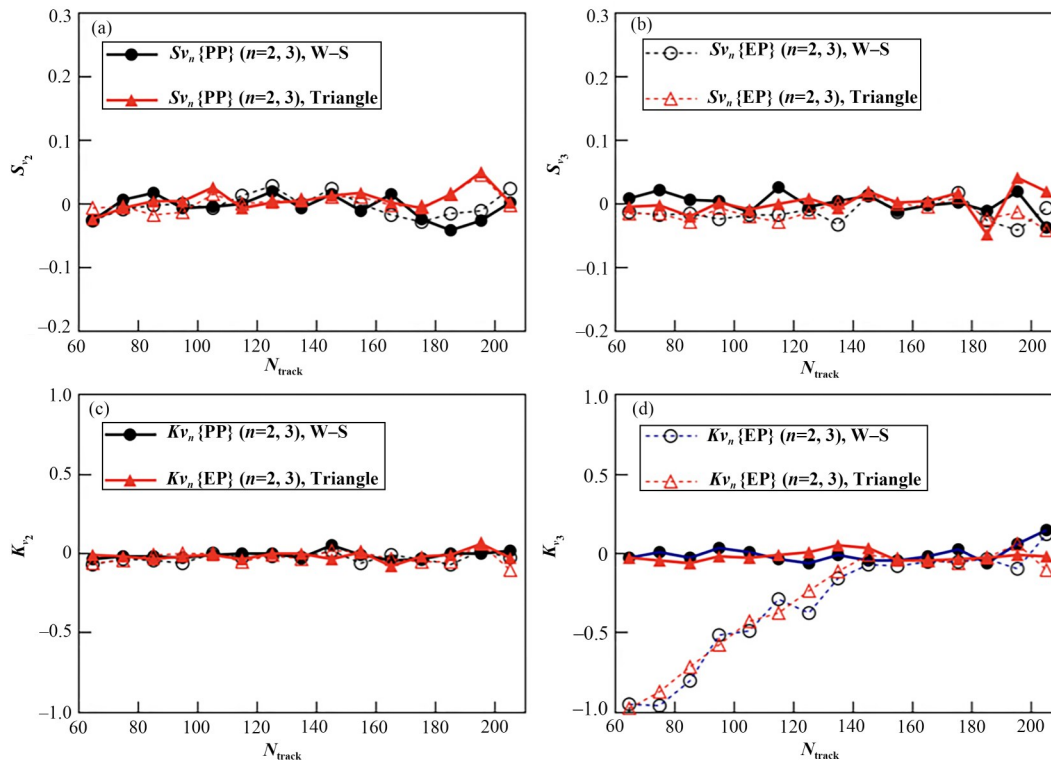 (a)
Sv_n {PP} (n=2, 3), W–S
Sv_n {PP} (n=2, 3), Triangle
0.3
0.2
0.1
0
−0.1
−0.2
S_v2
60 80 100 120 140 160 180 200
N_track
(b)
Sv_n {EP} (n=2, 3), W–S
Sv_n {EP} (n=2, 3), Triangle
0.3
0.2
0.1
0
−0.1
−0.2
S_v3
60 80 100 120 140 160 180 200
N_track
(c)
Kv_n {PP} (n=2, 3), W–S
Kv_n {EP} (n=2, 3), Triangle
1.0
0.5
0
−0.5
−1.0
K_v2
60 80 100 120 140 160 180 200
N_track
(d)
Kv_n {EP} (n=2, 3), W–S
Kv_n {EP} (n=2, 3), Triangle
1.0
0.5
0
−0.5
−1.0
K_v3
60 80 100 120 140 160 180 200
N_track